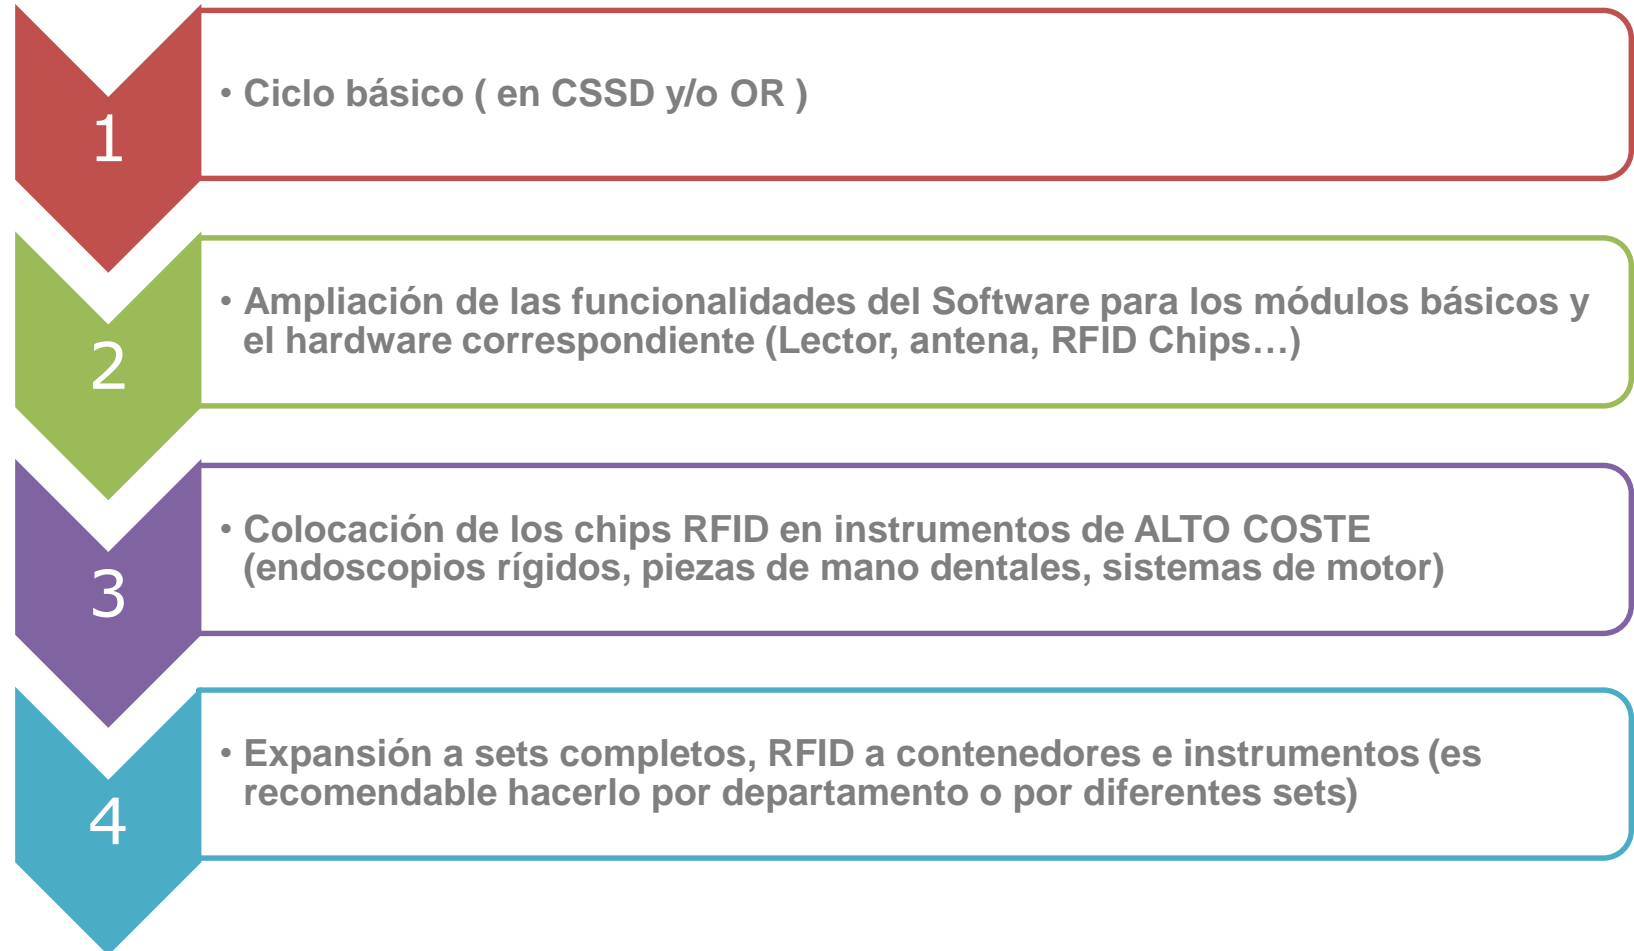 1
• Ciclo básico ( en CSSD y/o OR )
2
• Ampliación de las funcionalidades del Software para los módulos básicos y
el hardware correspondiente (Lector, antena, RFID Chips…)
3
• Colocación de los chips RFID en instrumentos de ALTO COSTE
(endoscopios rígidos, piezas de mano dentales, sistemas de motor)
4
• Expansión a sets completos, RFID a contenedores e instrumentos (es
recomendable hacerlo por departamento o por diferentes sets)